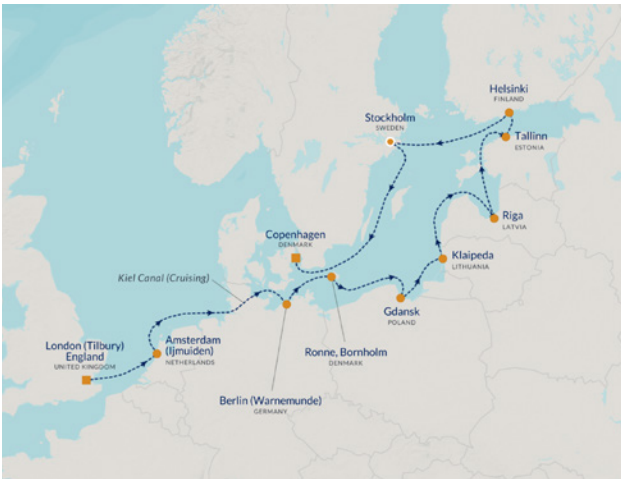 Helsinki
FINLAND
Stockholm
SWEDEN
Tallinn
ESTONIA
Riga
LATVIA
Copenhagen
DENMARK
Klaipeda
LITHUANIA
Kiel Canal (Cruising)
Gdansk
POLAND
London (Tilbury)
England
UNITED KINGDOM
Amsterdam
(Ijmuiden)
NETHERLANDS
Ronne, Bornholm
DENMARK
Berlin (Warnemunde)
GERMANY